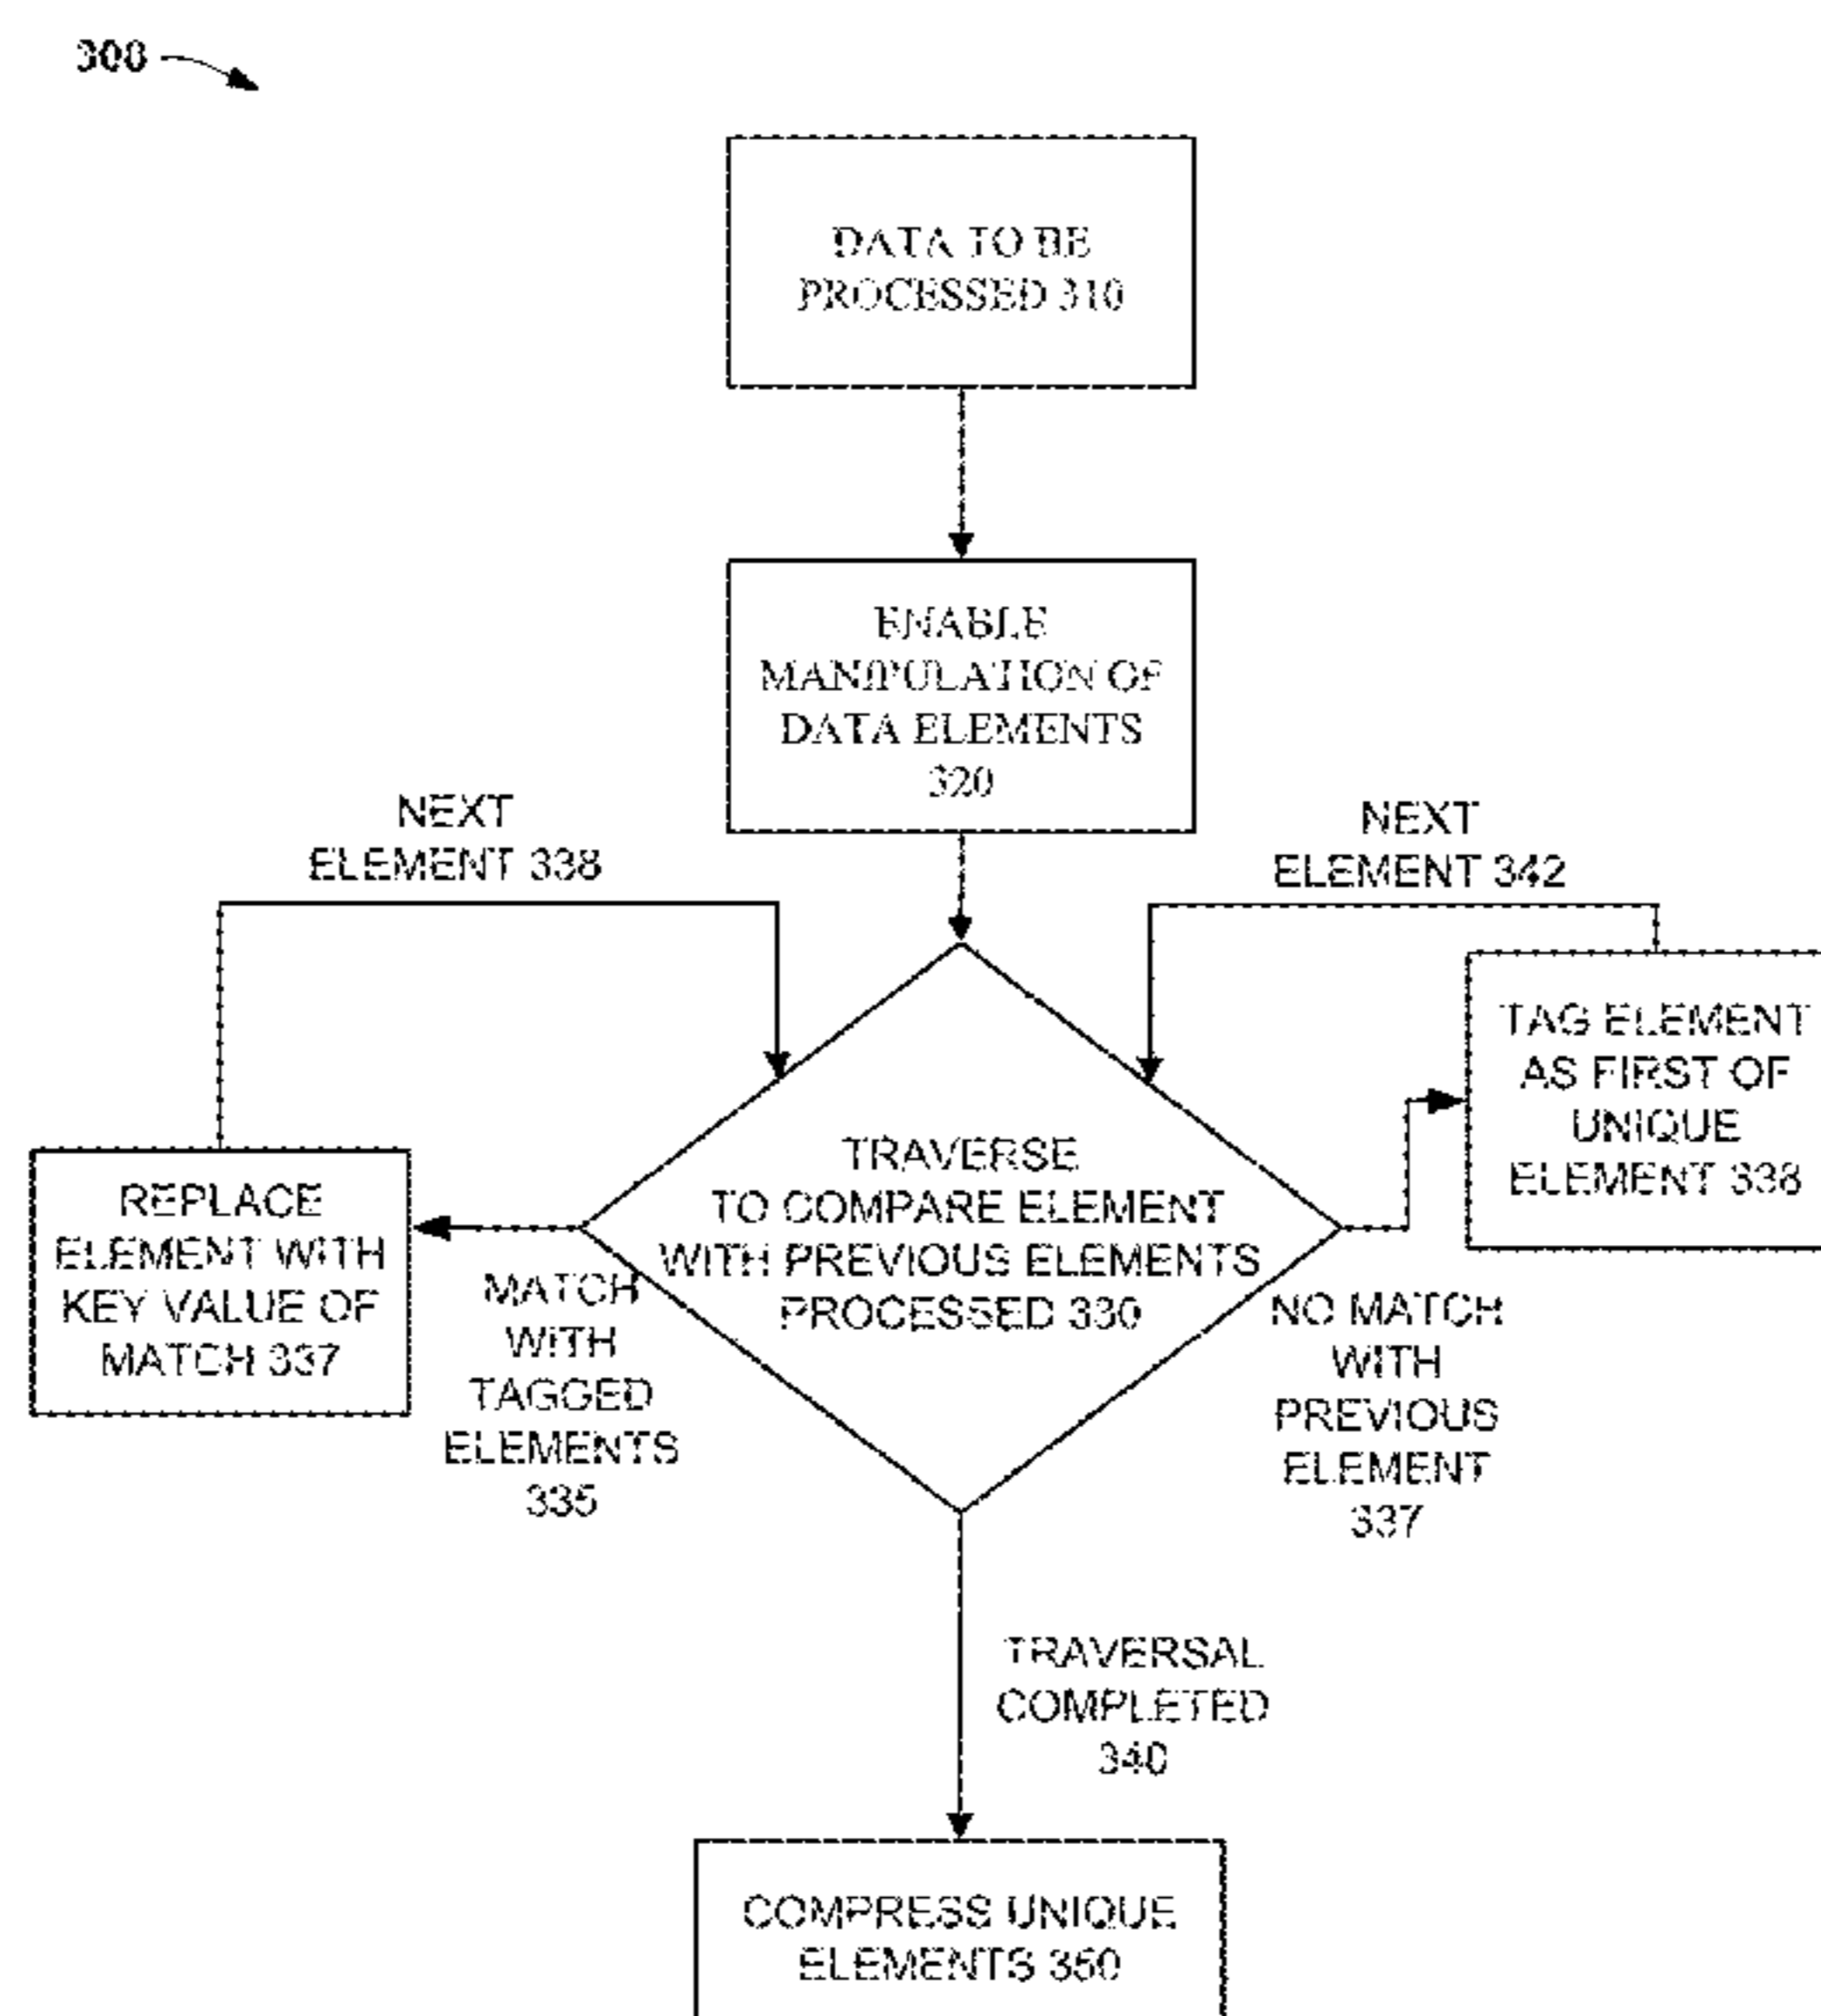 300
DATA TO BE
PROCESSED 310
ENABLE
MANIPULATION OF
DATA ELEMENTS
320
NEXT
ELEMENT 338
NEXT
ELEMENT 342
TAG ELEMENT
AS FIRST OF
UNIQUE
ELEMENT 338
TRAVERSE
TO COMPARE ELEMENT
WITH PREVIOUS ELEMENTS
PROCESSED 330
REPLACE
ELEMENT WITH
KEY VALUE OF
MATCH 337
MATCH
WITH
TAGGED
ELEMENTS
335
NO MATCH
WITH
PREVIOUS
ELEMENT
337
TRAVERSAL
COMPLETED
340
COMPRESS UNIQUE
ELEMENTS 350